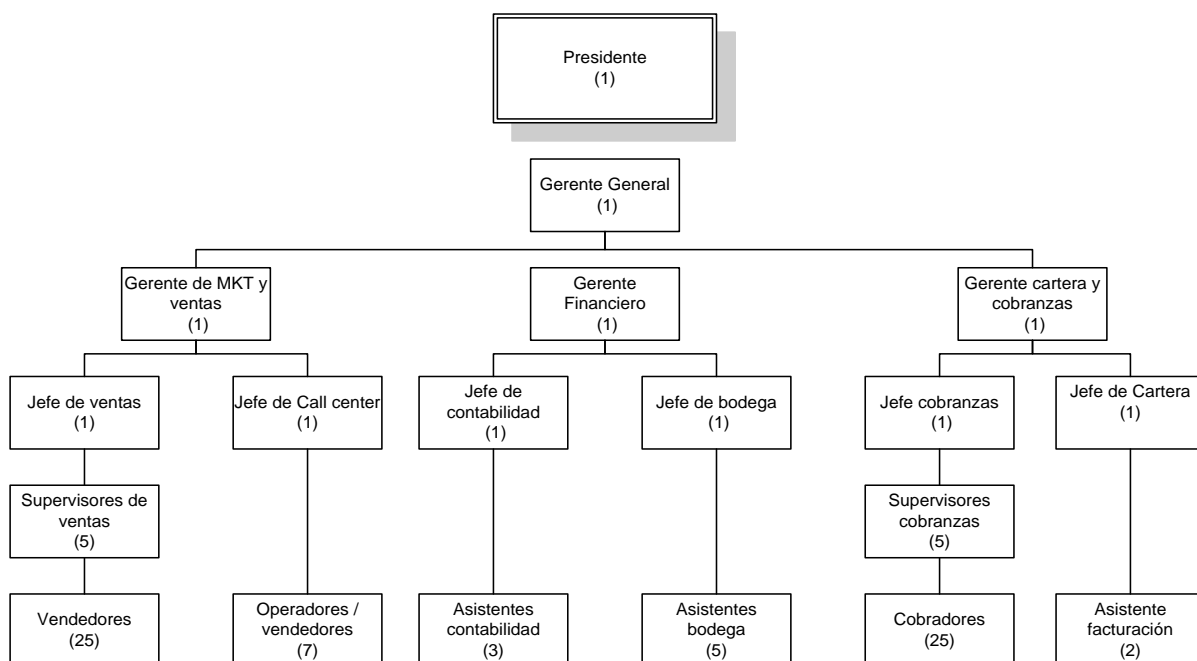 Presidente
(1)
Gerente General
(1)
Gerente de MKT y
ventas
(1)
Gerente
Financiero
(1)
Gerente cartera y
cobranzas
(1)
Jefe de ventas
(1)
Jefe de Call center
(1)
Jefe de
contabilidad
(1)
Jefe de bodega
(1)
Jefe cobranzas
(1)
Jefe de Cartera
(1)
Supervisores de
ventas
(5)
Supervisores
cobranzas
(5)
Vendedores
(25)
Operadores /
vendedores
(7)
Asistentes
contabilidad
(3)
Asistentes
bodega
(5)
Cobradores
(25)
Asistente
facturación
(2)